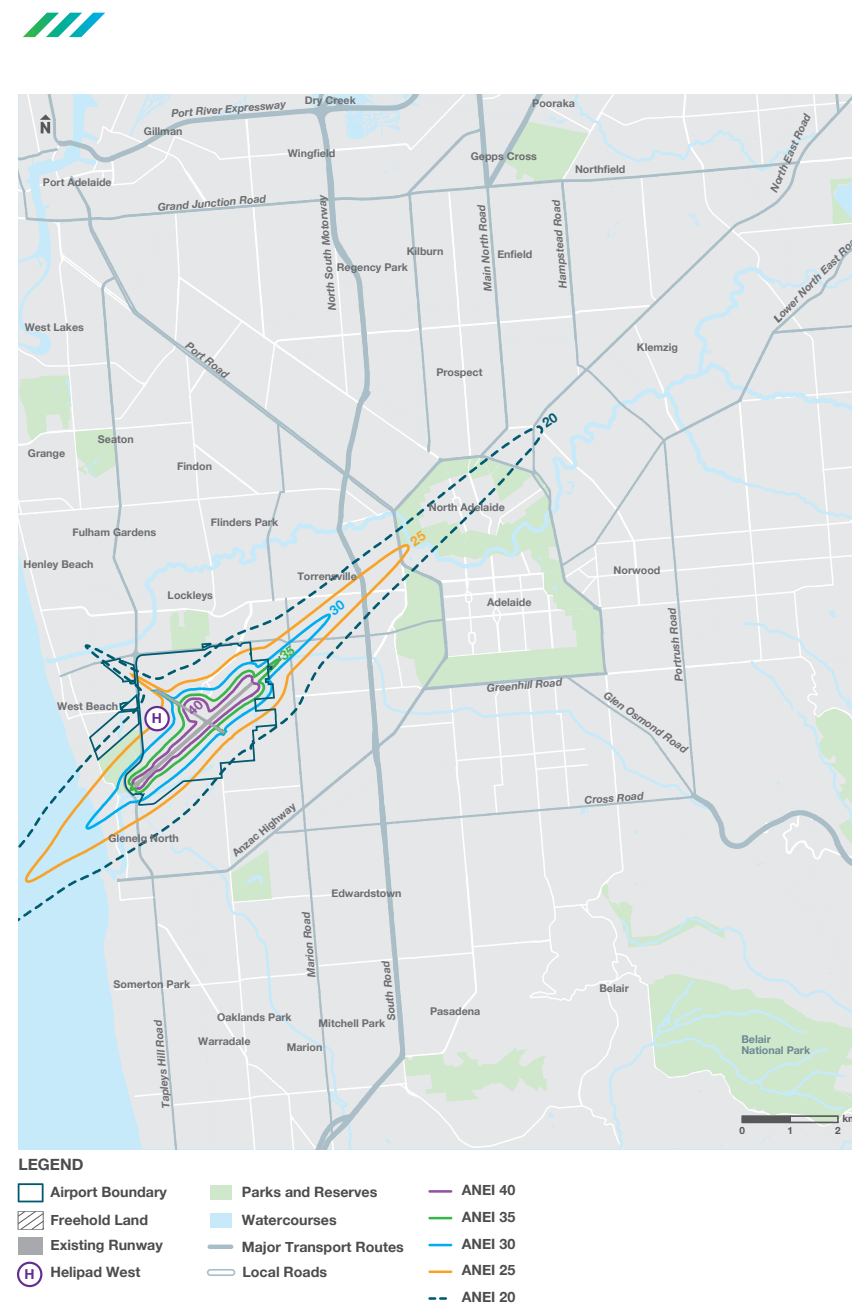 Port River Expressway
Dry Creek
Pooraka
N
Gillman
Wingfield
Gepps Cross
Northfield
North East Road
Port Adelaide
Grand Junction Road
North South Motorway
Main North Road
Hampstead Road
Kilburn
Enfield
Regency Park
Lower North East Roa
West Lakes
Port Road
Klemzig
Prospect
20
Seaton
Grange
Findon
North Adelaide
Flinders Park
Fulham Gardens
25
Henley Beach
Torrensville
Norwood
Lockleys
Adelaide
30
Portrush Road
35
Greenhill Road
West Beach
40
H
Glen Osmond Road
Cross Road
Anzac Highway
Glenelg North
Edwardstown
Marion Road
South Road
Somerton Park
Belair
Pasadena
Oaklands Park
Mitchell Park
Warradale
Marion
Tapleys Hill Road
Belair
National Park
km
0 1 2
LEGEND
Airport Boundary
Freehold Land
Existing Runway
H Helipad West
Parks and Reserves
Watercourses
Major Transport Routes
Local Roads
ANEI 40
ANEI 35
ANEI 30
ANEI 25
ANEI 20